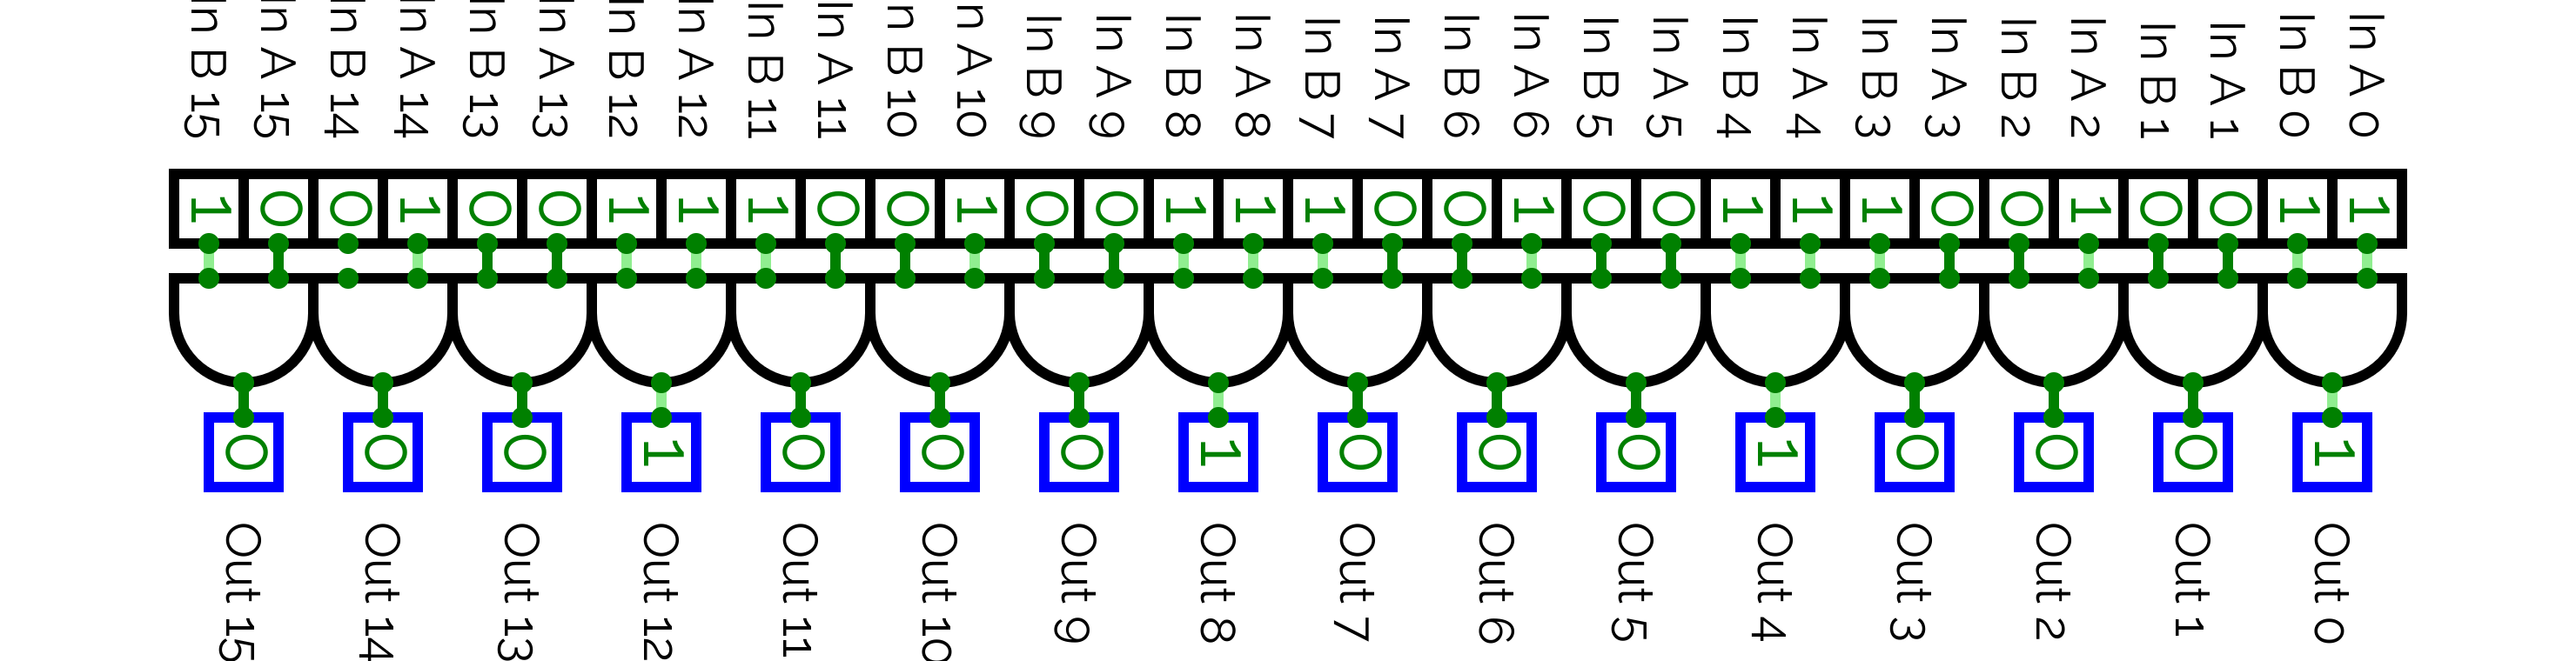 In B 15
In A 15
In B 14
In A 14
In B 13
In A 13
In B 12
In A 12
In B 11
In A 11
n B 10
n A 10
In B 9
In A 9
In B 8
In A 8
In B 7
In A 7
In B 6
In A 6
In B 5
In A 5
In B 4
In A 4
In B 3
In A 3
In B 2
In A 2
In B 1
In A 1
In B 0
In A 0
1 0 0 1 0 0 1 1 1 0 0 1 0 0 1 1 1 0 0 1 0 0 1 1 1 0 0 1 0 0 1 1
0 0 0 1 0 0 0 1 0 0 0 1 0 0 0 1
Out 15
Out 14
Out 13
Out 12
Out 11
Out 10
Out 9
Out 8
Out 7
Out 6
Out 5
Out 4
Out 3
Out 2
Out 1
Out 0